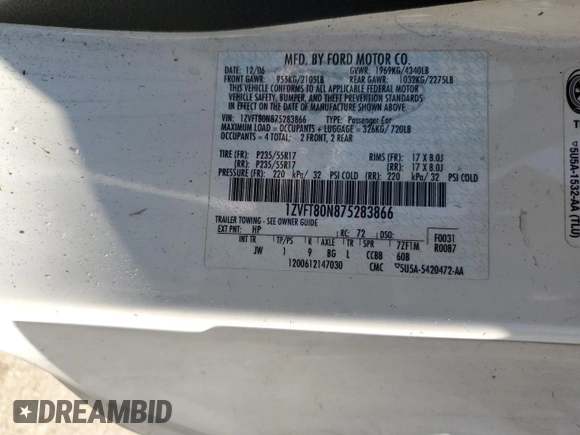 MFD. BY FORD MOTOR CO.
12/06 GVWR: 1969KG/4340LB
FRONT GAWR: 955KG/2105LB REAR GAWR: 1032KG/2275LB
THIS VEHICLE CONFORMS TO ALL APPLICABLE FEDERAL MOTOR
VEHICLE SAFETY, BUMPER, AND THEFT PREVENTION STANDARDS
IN EFFECT ON THE DATE OF MANUFACTURE SHOWN ABOVE.
VIN: 1ZVFT80N875283866 TYPE: Passenger Car
MAXIMUM LOAD = OCCUPANTS + LUGGAGE = 326KG/720LB
OCCUPANTS = 4 TOTAL 2 FRONT, 2 REAR
TIRE (FR): P235/55R17 RIMS (FR): 17 X 8.0J
(RR): P235/55R17 (RR): 17 X 8.0J
PRESSURE (FR): 220 kPa/ 32 PSI COLD (RR): 220 kPa/ 32 PSI COLD
1ZVFT80N875283866
TRAILER TOWING - SEE OWNER GUIDE
EXT PNT: HP RC: 72 DSO: F0031
INT TR TP/PS R AXLE TR SPR 7ZF1M R0087
JW 1 9 BG L CCBB 60B
1200612147030 CMC 5U5A-5420472-AA
5U5A-1532-AA (TLU)
DREAMBID